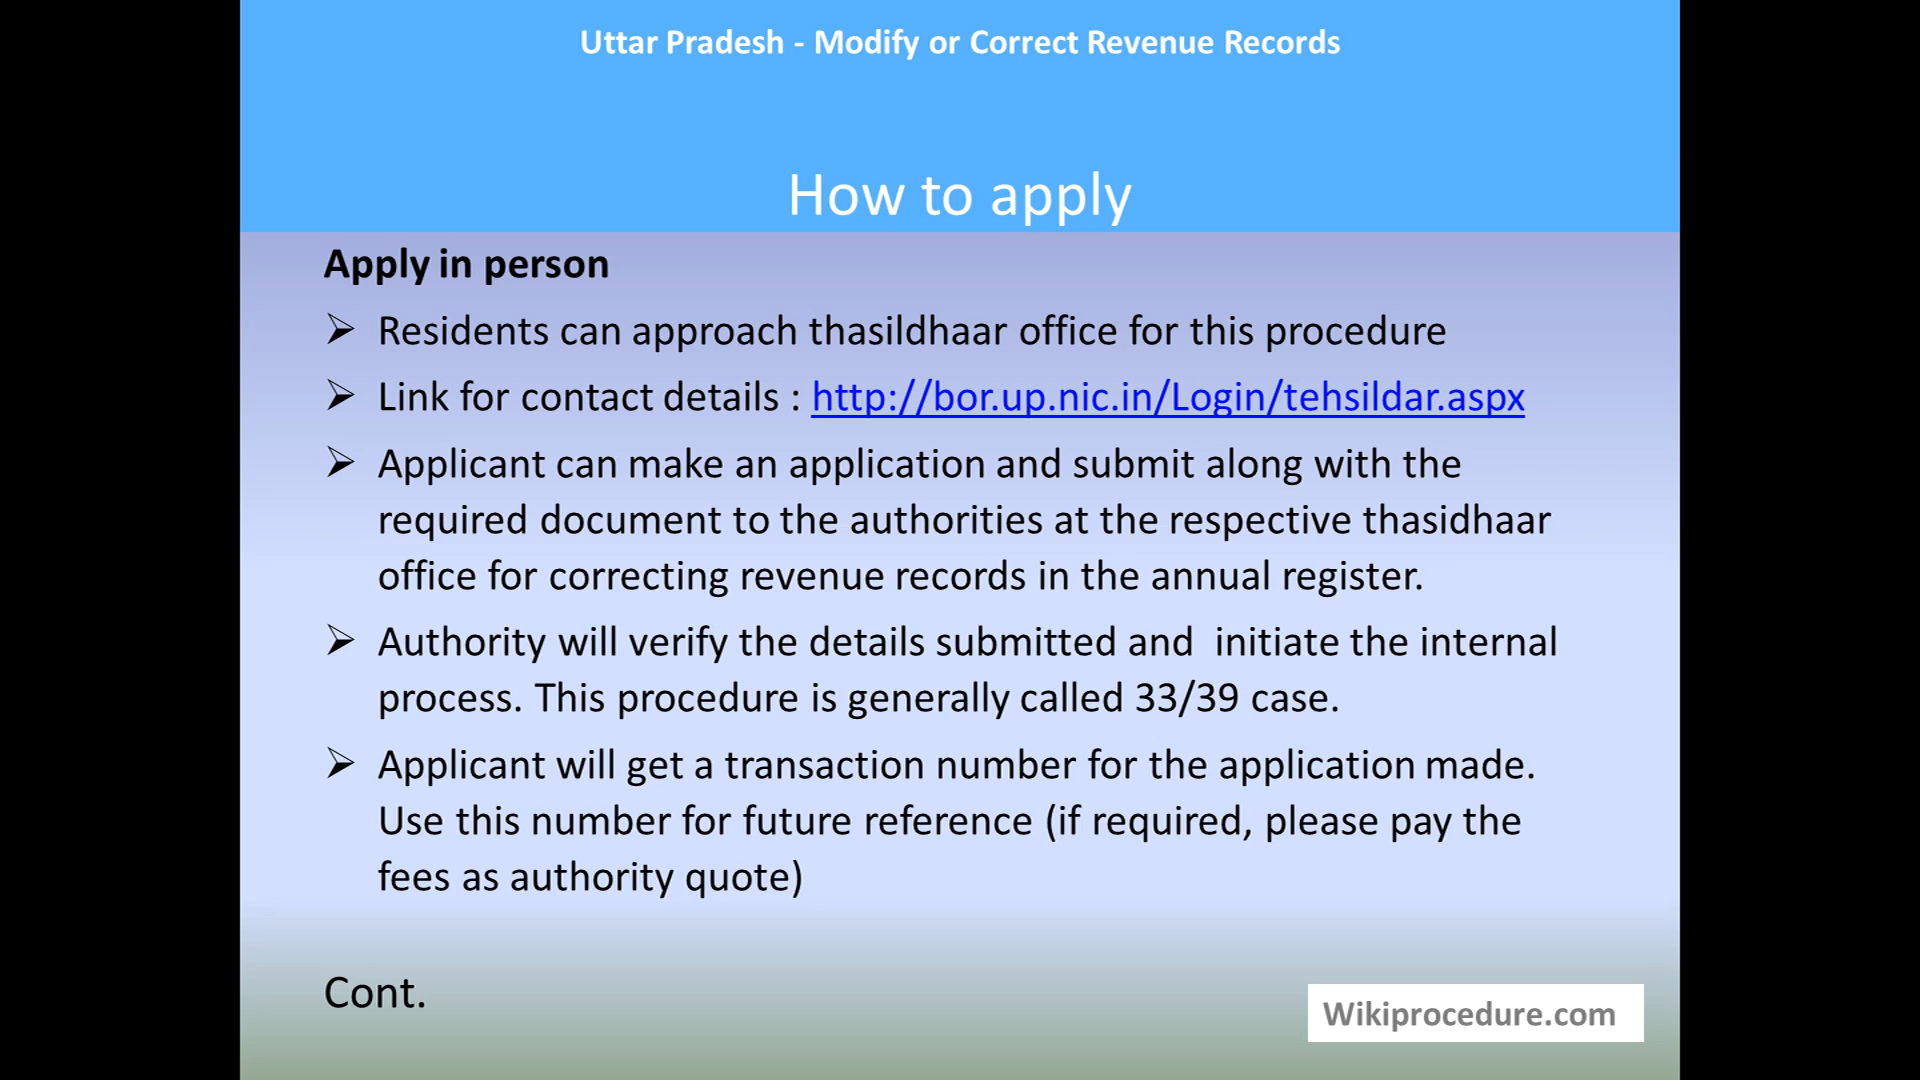 Uttar Pradesh - Modify or Correct Revenue Records
How to apply
Apply in person
➢ Residents can approach thasildhaar office for this procedure
➢ Link for contact details : http://bor.up.nic.in/Login/tehsildar.aspx
➢ Applicant can make an application and submit along with the
required document to the authorities at the respective thasidhaar
office for correcting revenue records in the annual register.
➢ Authority will verify the details submitted and  initiate the internal
process. This procedure is generally called 33/39 case.
➢ Applicant will get a transaction number for the application made.
Use this number for future reference (if required, please pay the
fees as authority quote)
Cont.
Wikiprocedure.com